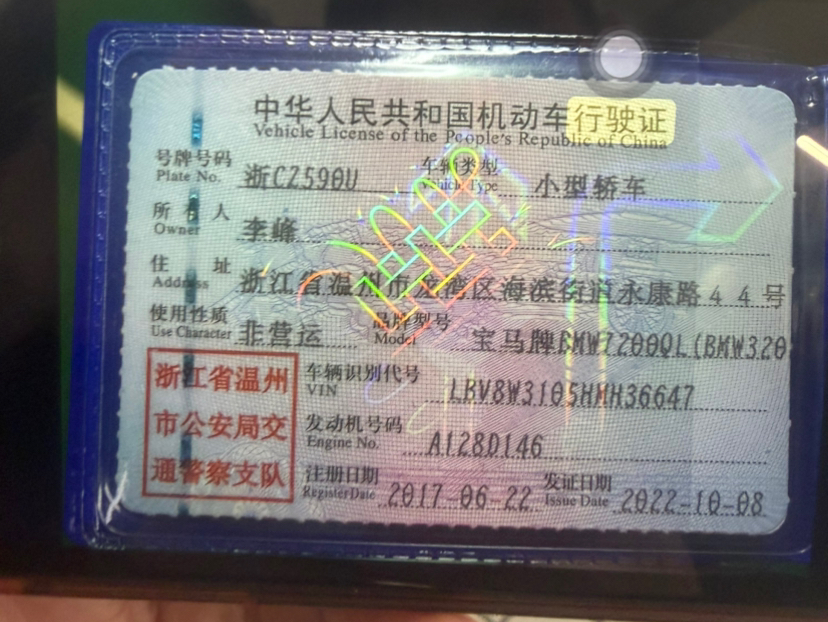 中华人民共和国机动车行驶证
Vehicle License of the People's Republic of China
号牌号码 浙CZ590U 车辆类型 小型轿车
Plate No. Vehicle Type
所有人 李峰
Owner
住址 浙江省温州市龙湾区海滨街道永康路44号
Address
使用性质 非营运 品牌型号 宝马牌BMW7200QL(BMW320
Use Character Model
浙江省温州
市公安局交
通警察支队
车辆识别代号 LBV8W3105HMH36647
VIN
发动机号码 A128D146
Engine No.
注册日期 2017-06-22 发证日期 2022-10-08
Register Date Issue Date